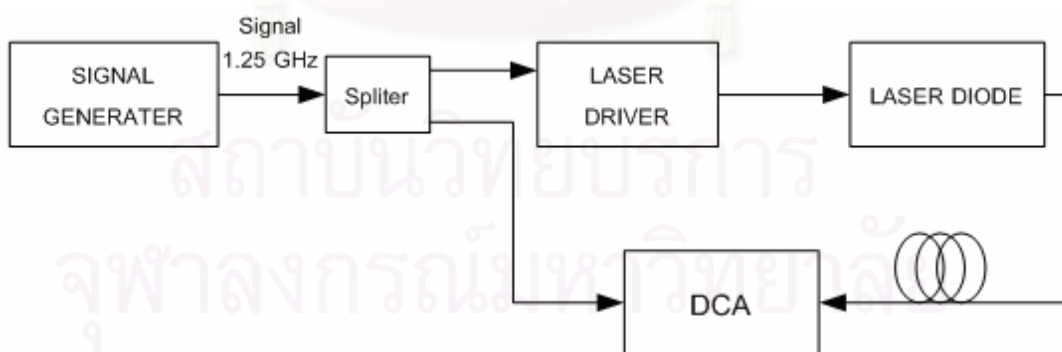 Signal
1.25 GHz
SIGNAL
GENERATER
Spliter
LASER
DRIVER
LASER DIODE
DCA
สถาบันวิทยบริการ
จุฬาลงกรณ์มหาวิทยาลัย